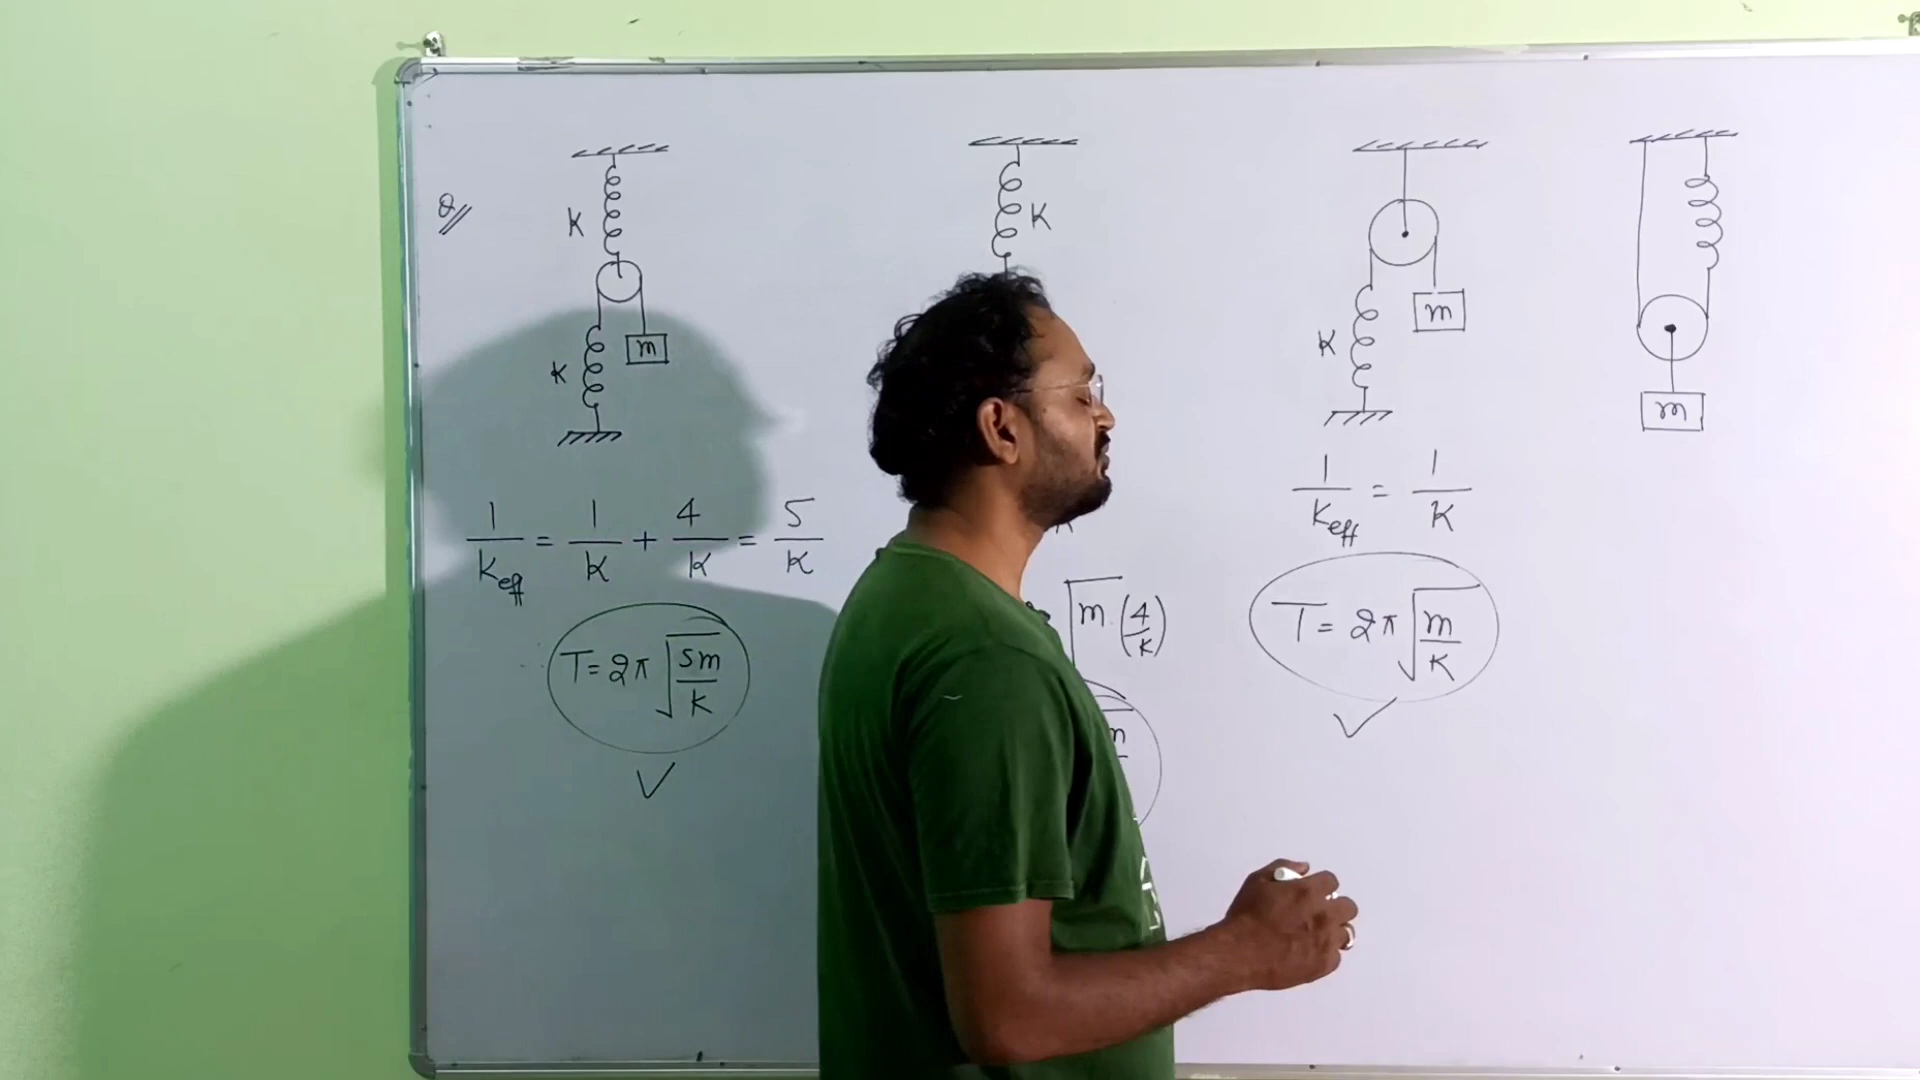 Q//
K
K
m
1/K_eff = 1/K + 4/K = 5/K
T = 2π √(5m/K)
K
√(m(4/K))
m
K
m
1/K_eff = 1/K
T = 2π √(m/K)
m